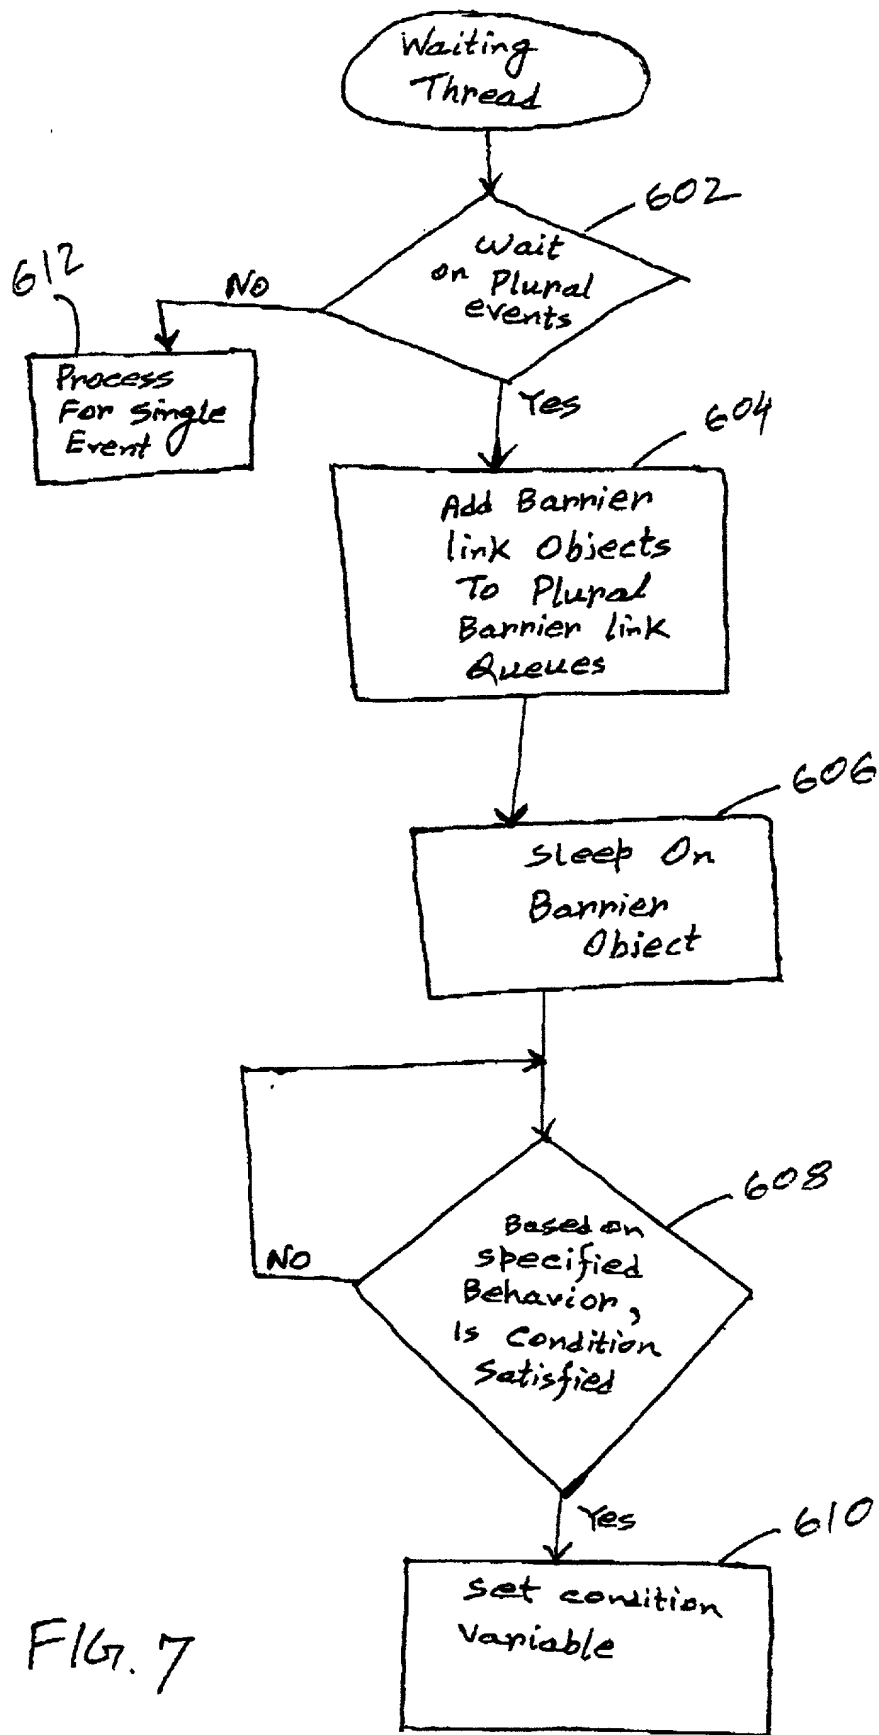 Waiting
Thread
602
Wait
on Plural
events
612
No
Process
For Single
Event
Yes
604
Add Barrier
link Objects
To Plural
Barrier link
Queues
606
Sleep On
Barrier
Object
608
Based on
specified
Behavior,
Is Condition
Satisfied
No
Yes
610
Set condition
Variable
FIG. 7